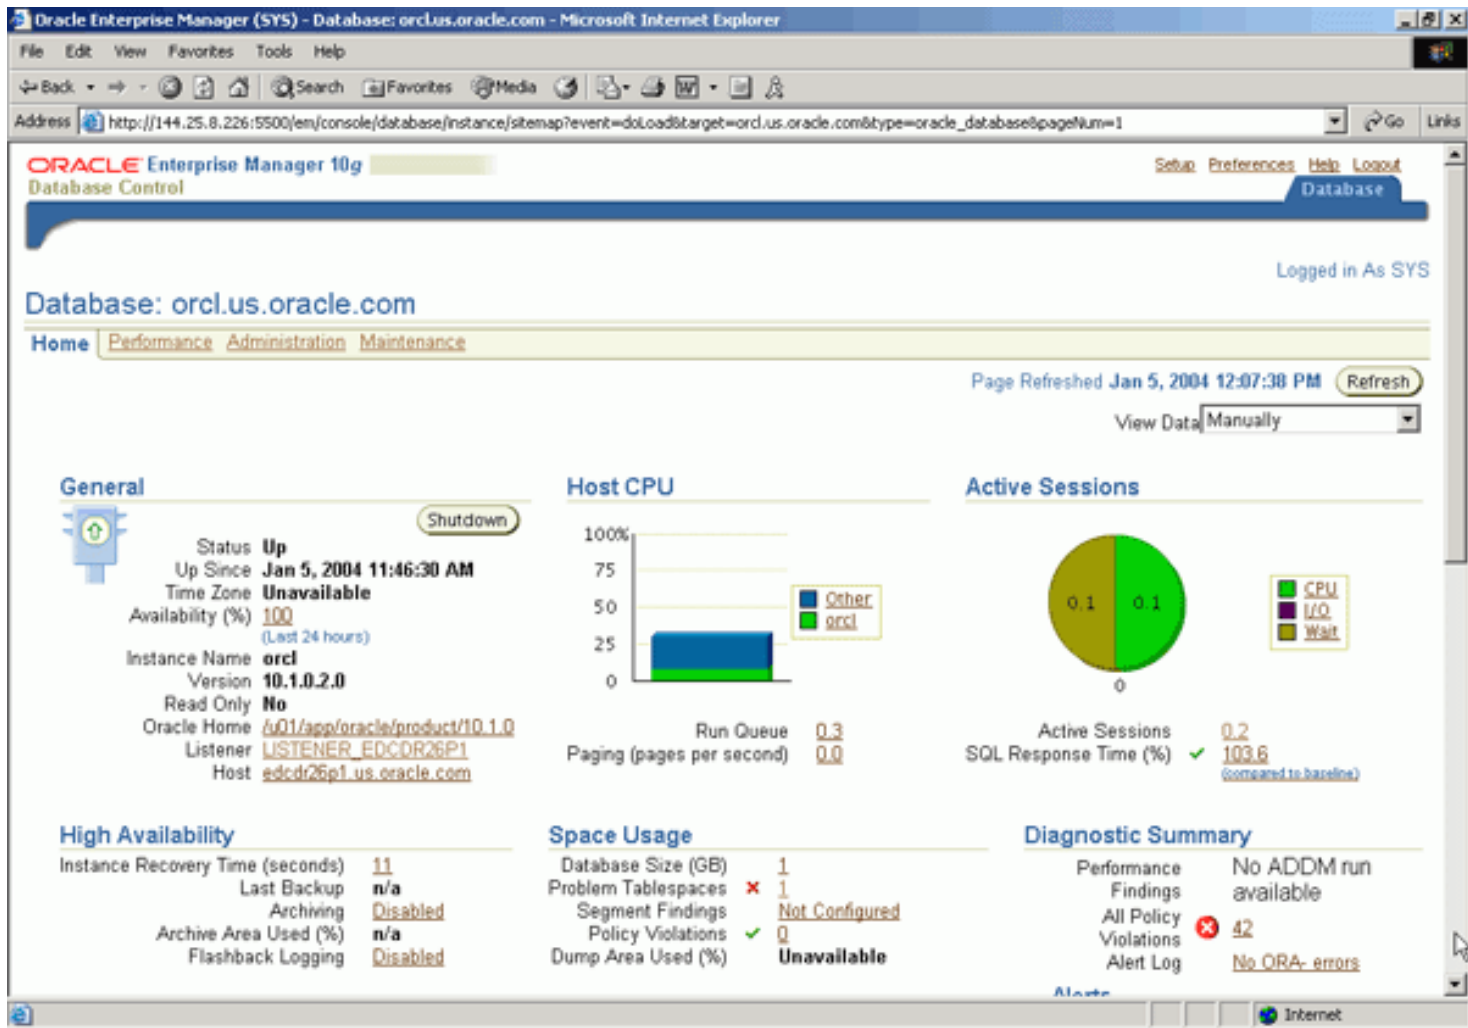 Oracle Enterprise Manager (SYS) - Database: orcl.us.oracle.com - Microsoft Internet Explorer
File Edit View Favorites Tools Help
Back Search Favorites Media
Address http://144.25.8.226:5500/em/console/database/instance/sitemap?event=doLoad&target=orcl.us.oracle.com&type=oracle_database&pageNum=1 Go Links
ORACLE Enterprise Manager 10g
Database Control
Setup Preferences Help Logout
Database
Logged in As SYS
Database: orcl.us.oracle.com
Home Performance Administration Maintenance
Page Refreshed Jan 5, 2004 12:07:38 PM Refresh
View Data Manually
General
Shutdown
Status Up
Up Since Jan 5, 2004 11:46:30 AM
Time Zone Unavailable
Availability (%) 100
(Last 24 hours)
Instance Name orcl
Version 10.1.0.2.0
Read Only No
Oracle Home /u01/app/oracle/product/10.1.0
Listener LISTENER_EDCDR26P1
Host edcdr26p1.us.oracle.com
Host CPU
100%
75
50
25
0
Other
orcl
Run Queue 0.3
Paging (pages per second) 0.0
Active Sessions
0.1 0.1
0
CPU
I/O
Wait
Active Sessions 0.2
SQL Response Time (%) 103.6
(compared to baseline)
High Availability
Instance Recovery Time (seconds) 11
Last Backup n/a
Archiving Disabled
Archive Area Used (%) n/a
Flashback Logging Disabled
Space Usage
Database Size (GB) 1
Problem Tablespaces 1
Segment Findings Not Configured
Policy Violations 0
Dump Area Used (%) Unavailable
Diagnostic Summary
Performance Findings No ADDM run available
All Policy Violations 42
Alert Log No ORA- errors
Alerts
Internet